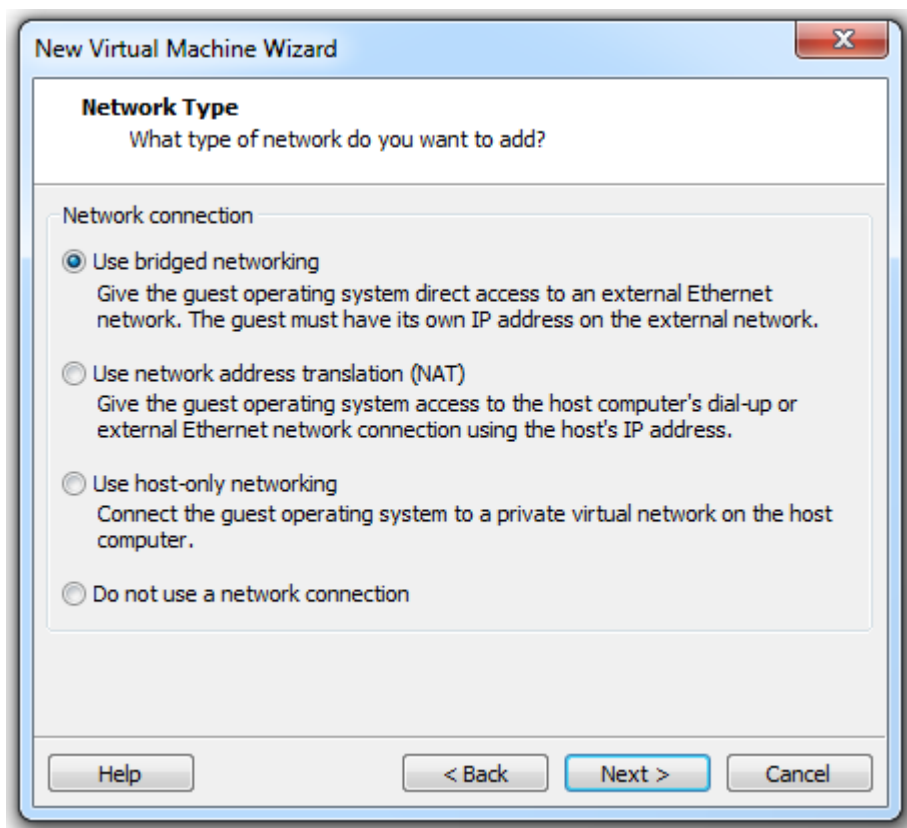 New Virtual Machine Wizard
Network Type
What type of network do you want to add?
Network connection
Use bridged networking
Give the guest operating system direct access to an external Ethernet
network. The guest must have its own IP address on the external network.
Use network address translation (NAT)
Give the guest operating system access to the host computer's dial-up or
external Ethernet network connection using the host's IP address.
Use host-only networking
Connect the guest operating system to a private virtual network on the host
computer.
Do not use a network connection
Help < Back Next > Cancel